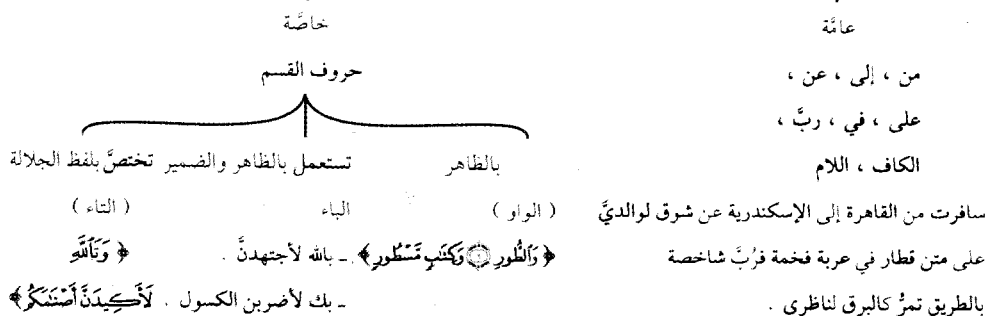 عامَّة
من ، إلى ، عن ،
على ، في ، ربَّ ،
الكاف ، اللام
سافرت من القاهرة إلى الإسكندرية عن شوق لوالديَّ
على متن قطار في عربة فخمة فرُبَّ شاخصة
بالطريق تمرُّ كالبرق لناظري .
خاصَّة
حروف القسم
بالظاهر
( الواو )
﴿ وَٱلطُّورِ ۝ وَكِتَٰبٍ مَّسْطُورٍ ﴾
تستعمل بالظاهر والضمير
الباء
ـ بالله لأجتهدنَّ .
ـ بك لأضربن الكسول .
تختصَّ بلفظ الجلالة
( التاء )
﴿ وَتَٱللَّهِ
لَأَكِيدَنَّ أَصْنَٰمَكُم ﴾